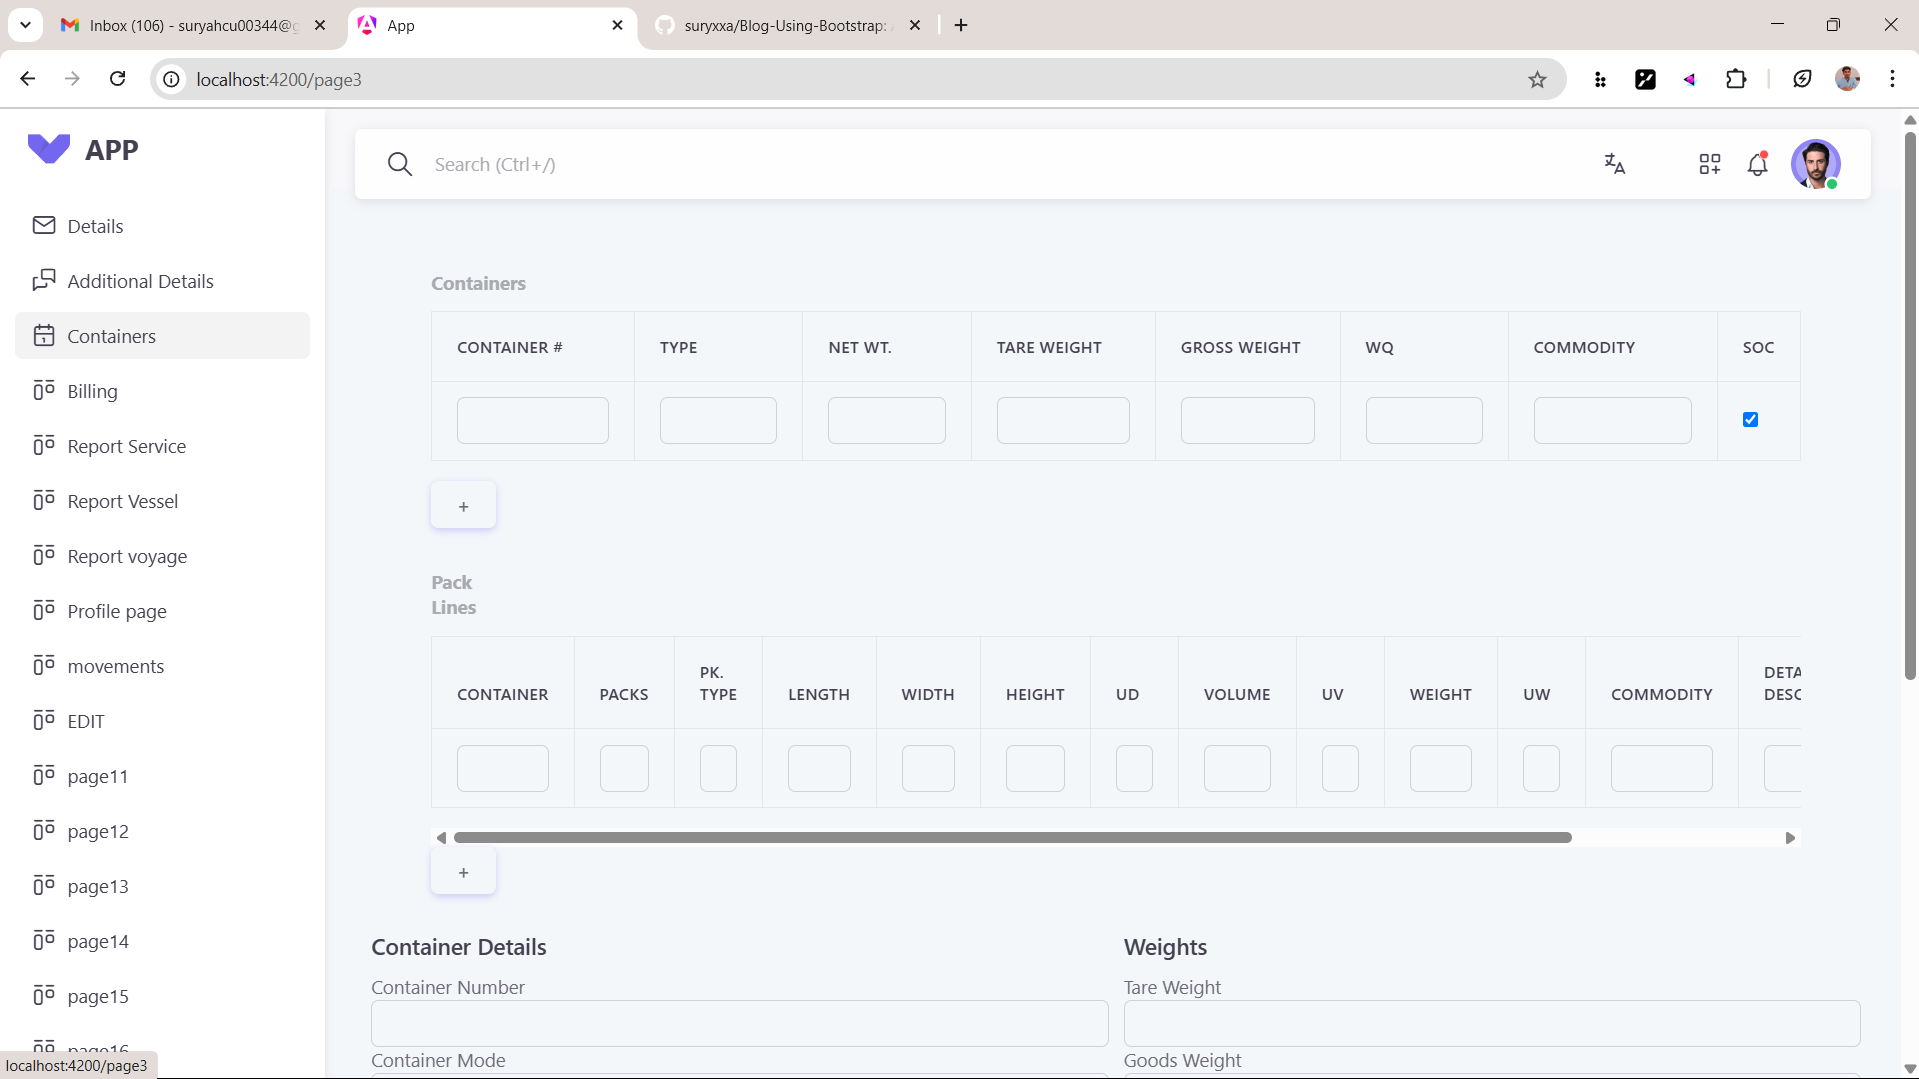 Inbox (106) - suryahcu00344@g
App
suryxxa/Blog-Using-Bootstrap:
localhost:4200/page3
APP
Search (Ctrl+/)
Details
Additional Details
Containers
Billing
Report Service
Report Vessel
Report voyage
Profile page
movements
EDIT
page11
page12
page13
page14
page15
page16
localhost:4200/page3
Containers
CONTAINER # TYPE NET WT. TARE WEIGHT GROSS WEIGHT WQ COMMODITY SOC
+
Pack
Lines
CONTAINER PACKS PK. TYPE LENGTH WIDTH HEIGHT UD VOLUME UV WEIGHT UW COMMODITY DETA DESC
+
Container Details
Container Number
Container Mode
Weights
Tare Weight
Goods Weight